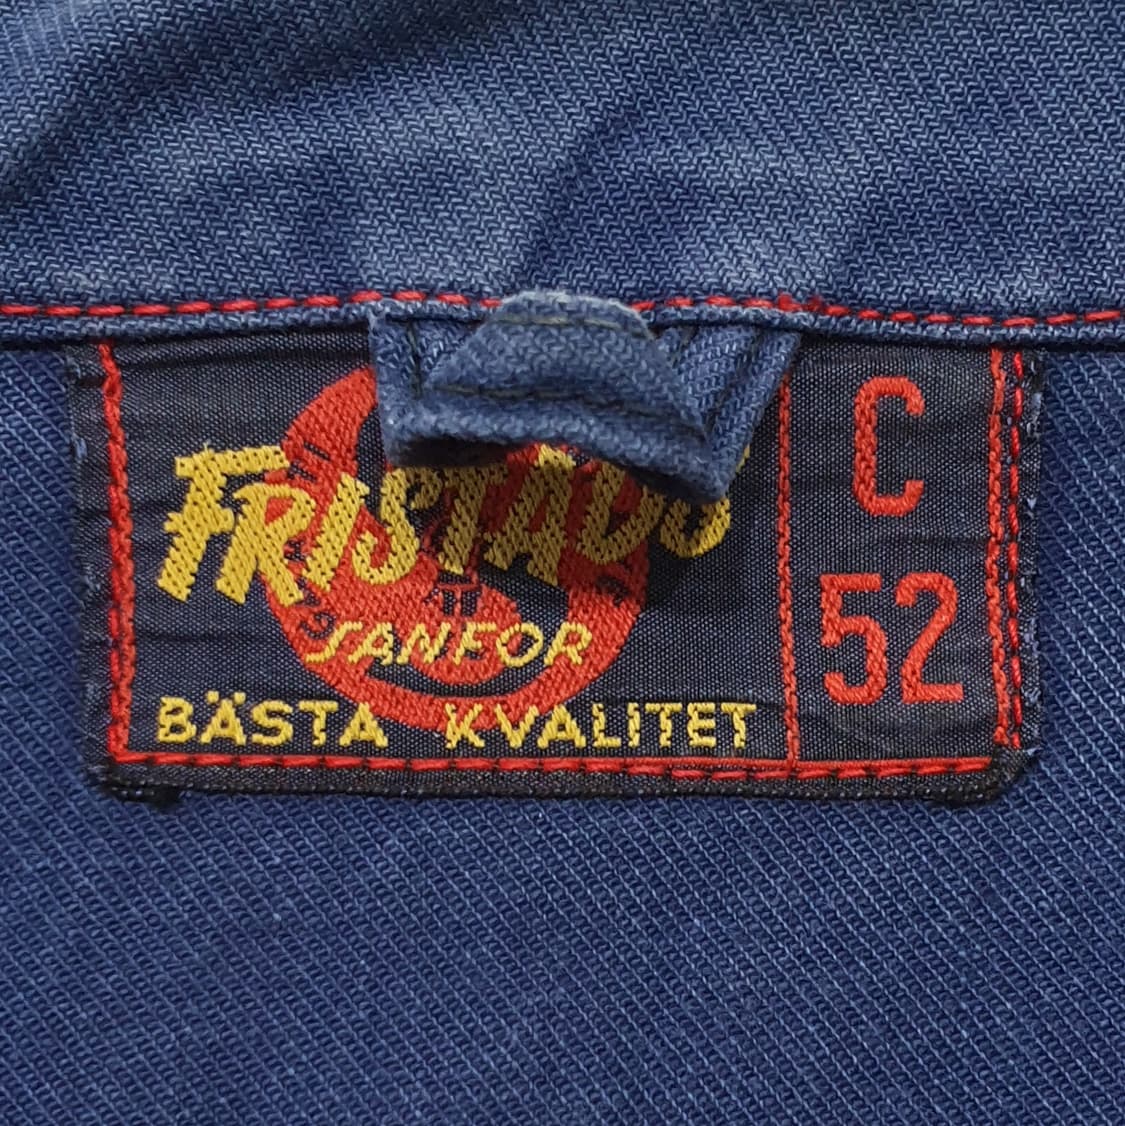 FRISTADS
SANFOR
BÄSTA KVALITET
C
52